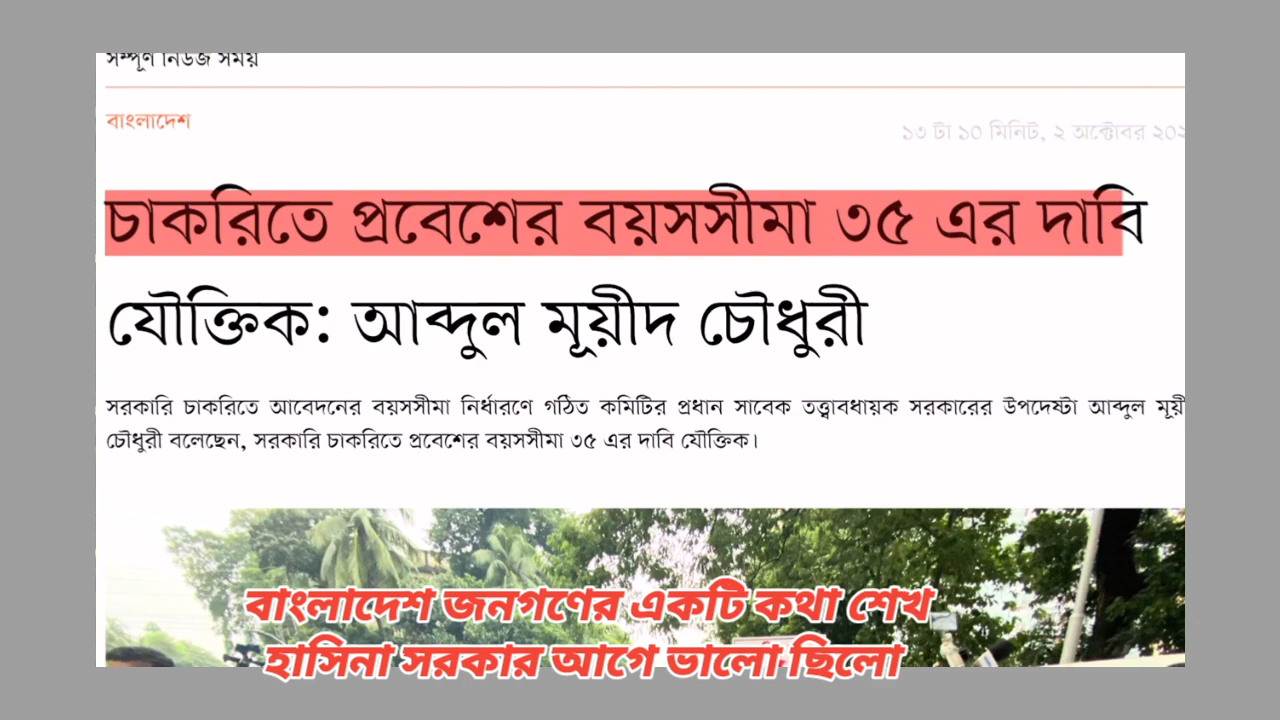 সম্পূর্ণ নিউজ সময়
বাংলাদেশ
১৩ টা ১০ মিনিট, ২ অক্টোবর ২০২
চাকরিতে প্রবেশের বয়সসীমা ৩৫ এর দাবি
যৌক্তিক: আব্দুল মূয়ীদ চৌধুরী
সরকারি চাকরিতে আবেদনের বয়সসীমা নির্ধারণে গঠিত কমিটির প্রধান সাবেক তত্ত্বাবধায়ক সরকারের উপদেষ্টা আব্দুল মূয়ী
চৌধুরী বলেছেন, সরকারি চাকরিতে প্রবেশের বয়সসীমা ৩৫ এর দাবি যৌক্তিক।
বাংলাদেশ জনগণের একটি কথা শেখ
হাসিনা সরকার আগে ভালো ছিলো